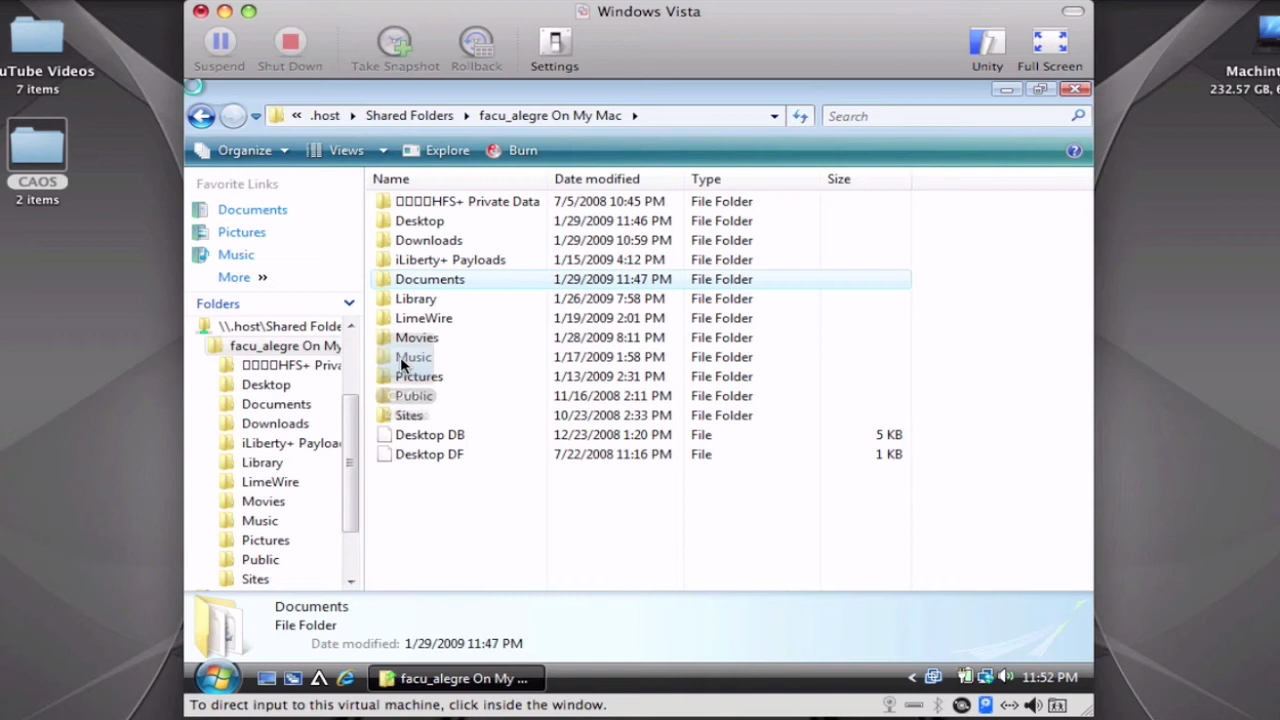 Windows Vista
Suspend Shut Down Take Snapshot Rollback Settings Unity Full Screen
uTube Videos
7 items
CAOS
2 items
Machint
232.57 GB, 6
« .host Shared Folders facu_alegre On My Mac Search
Organize Views Explore Burn
Favorite Links
Documents
Pictures
Music
More »
Folders
\\.host\Shared Folde
facu_alegre On My
HFS+ Priva
Desktop
Documents
Downloads
iLiberty+ Payloa
Library
LimeWire
Movies
Music
Pictures
Public
Sites
Name Date modified Type Size
HFS+ Private Data 7/5/2008 10:45 PM File Folder
Desktop 1/29/2009 11:46 PM File Folder
Downloads 1/29/2009 10:59 PM File Folder
iLiberty+ Payloads 1/15/2009 4:12 PM File Folder
Documents 1/29/2009 11:47 PM File Folder
Library 1/26/2009 7:58 PM File Folder
LimeWire 1/19/2009 2:01 PM File Folder
Movies 1/28/2009 8:11 PM File Folder
Music 1/17/2009 1:58 PM File Folder
Pictures 1/13/2009 2:31 PM File Folder
Public 11/16/2008 2:11 PM File Folder
Sites 10/23/2008 2:33 PM File Folder
Desktop DB 12/23/2008 1:20 PM File 5 KB
Desktop DF 7/22/2008 11:16 PM File 1 KB
Documents
File Folder
Date modified: 1/29/2009 11:47 PM
facu_alegre On My ... 11:52 PM
To direct input to this virtual machine, click inside the window.